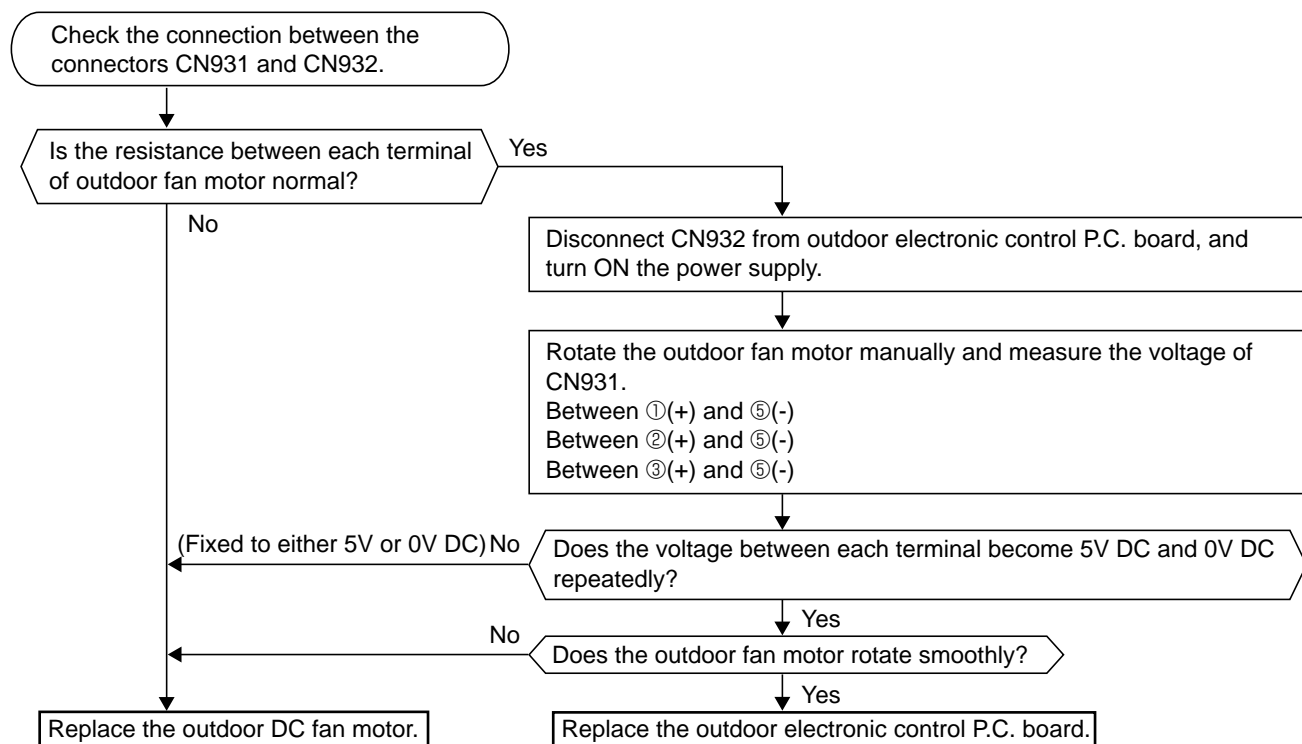 Check the connection between the
connectors CN931 and CN932.
Is the resistance between each terminal
of outdoor fan motor normal?
Yes
No
Disconnect CN932 from outdoor electronic control P.C. board, and
turn ON the power supply.
Rotate the outdoor fan motor manually and measure the voltage of
CN931.
Between ①(+) and ⑤(-)
Between ②(+) and ⑤(-)
Between ③(+) and ⑤(-)
(Fixed to either 5V or 0V DC) No
Does the voltage between each terminal become 5V DC and 0V DC
repeatedly?
Yes
No
Does the outdoor fan motor rotate smoothly?
Yes
Replace the outdoor DC fan motor.
Replace the outdoor electronic control P.C. board.